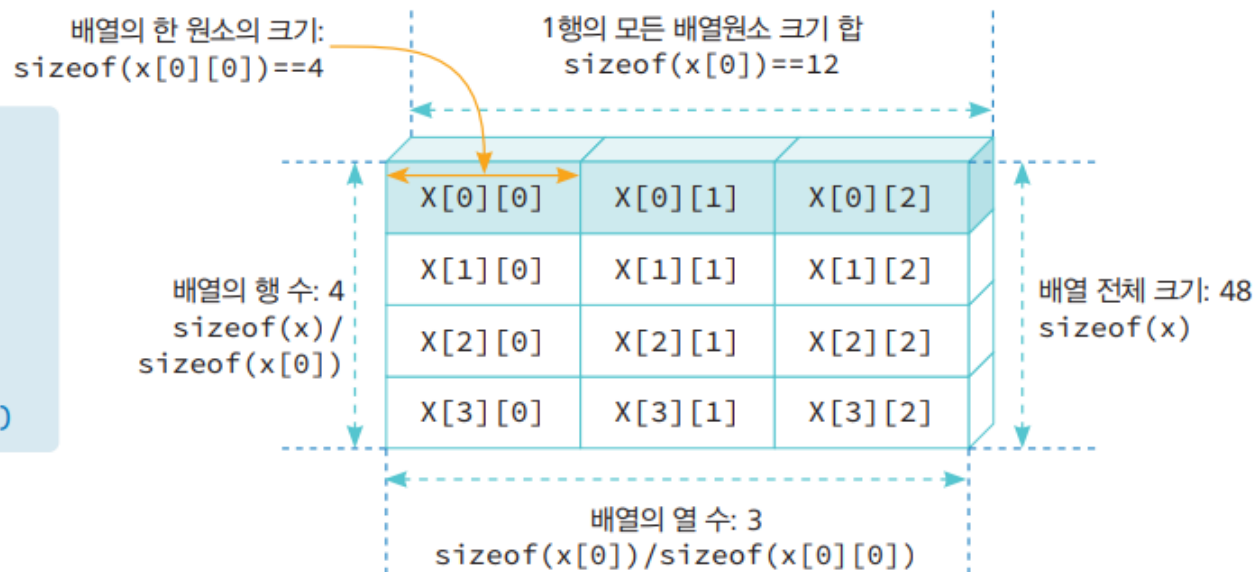 배열의 한 원소의 크기:
sizeof(x[0][0])==4
1행의 모든 배열원소 크기 합
sizeof(x[0])==12
X[0][0] X[0][1] X[0][2]
X[1][0] X[1][1] X[1][2]
X[2][0] X[2][1] X[2][2]
X[3][0] X[3][1] X[3][2]
배열의 행 수: 4
sizeof(x)/
sizeof(x[0])
배열 전체 크기: 48
sizeof(x)
)
배열의 열 수: 3
sizeof(x[0])/sizeof(x[0][0])